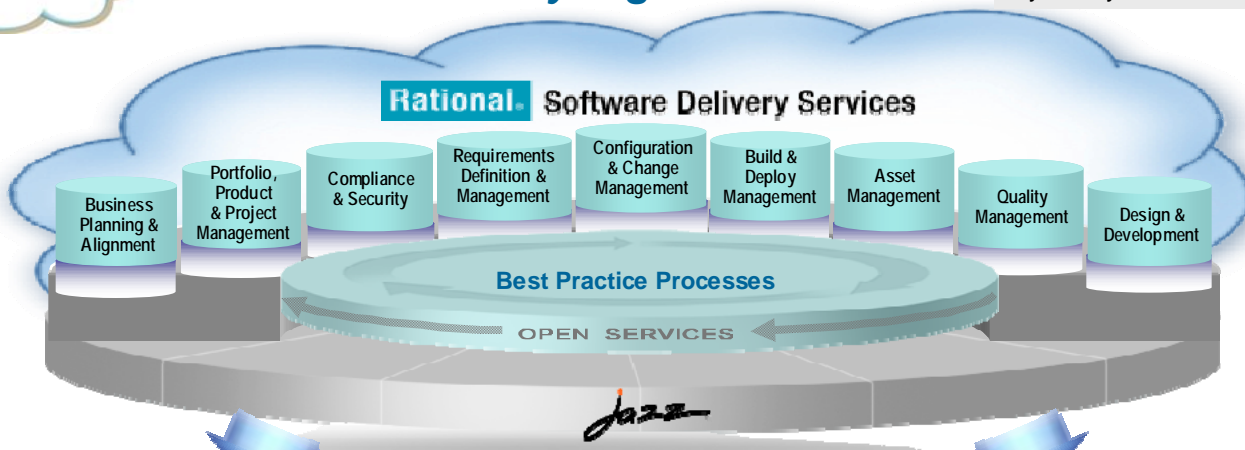 Rational® Software Delivery Services
Business
Planning &
Alignment
Portfolio,
Product
& Project
Management
Compliance
& Security
Requirements
Definition &
Management
Configuration
& Change
Management
Build &
Deploy
Management
Asset
Management
Quality
Management
Design &
Development
Best Practice Processes
OPEN SERVICES
jazz